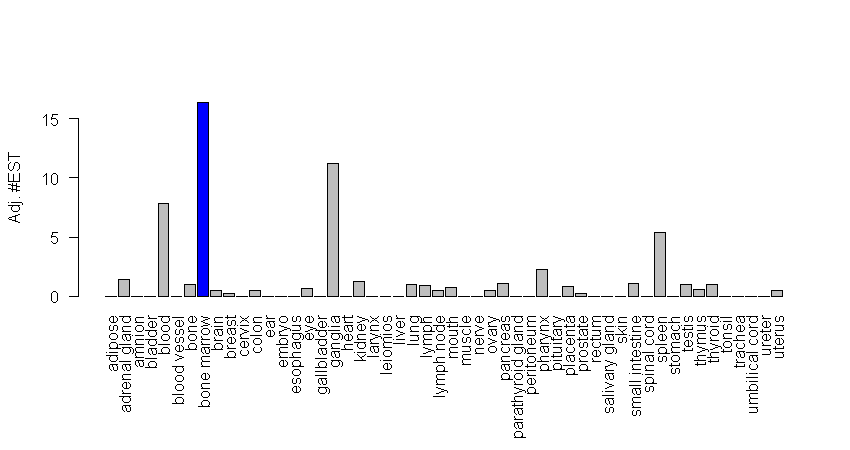 Adj. #EST
15
10
5
0
adipose
adrenal gland
amnion
bladder
blood
blood vessel
bone
bone marrow
brain
breast
cervix
colon
ear
embryo
esophagus
eye
gallbladder
ganglia
heart
kidney
larynx
leiomios
liver
lung
lymph
lymph node
mouth
muscle
nerve
ovary
pancreas
parathyroid gland
peritoneum
pharynx
pituitary
placenta
prostate
rectum
salivary gland
skin
small intestine
spinal cord
spleen
stomach
testis
thymus
thyroid
tonsil
trachea
umbilical cord
ureter
uterus